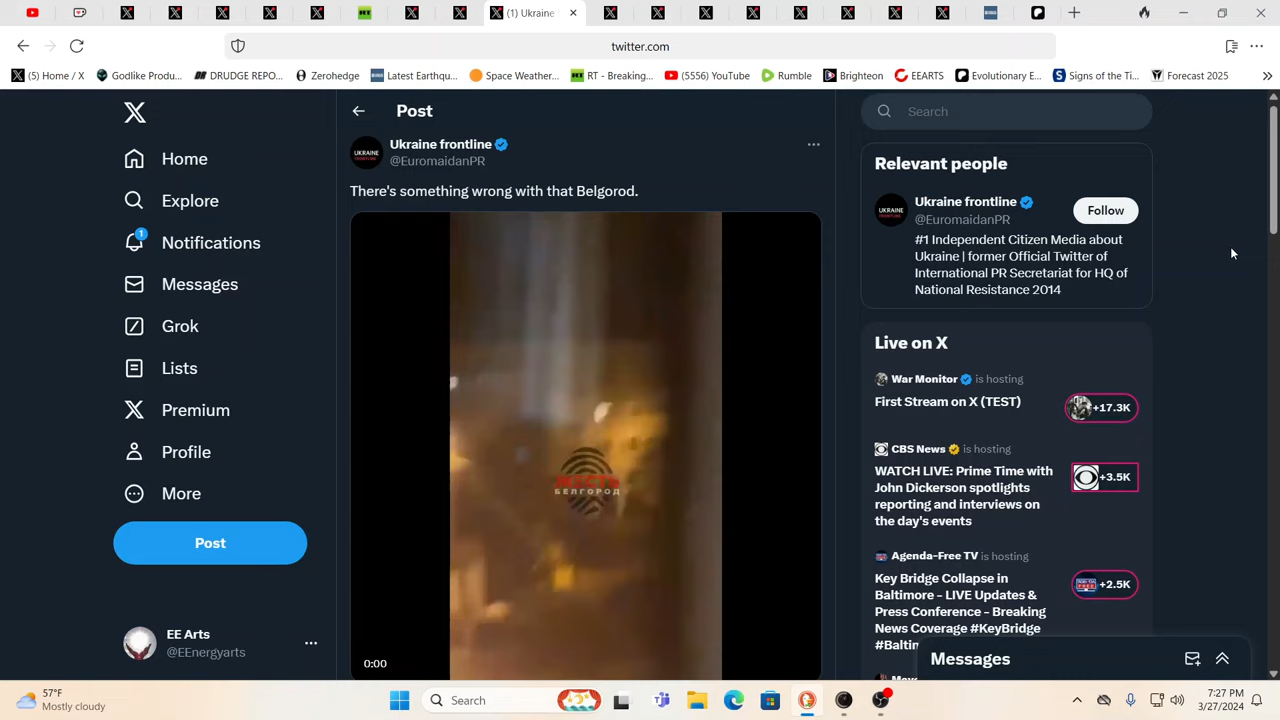 (1) Ukraine
twitter.com
(5) Home / X
Godlike Produ...
DRUDGE REPO...
Zerohedge
Latest Earthqu...
Space Weather...
RT - Breaking...
(5556) YouTube
Rumble
Brighteon
EEARTS
Evolutionary E...
Signs of the Ti...
Forecast 2025
Home
Explore
1
Notifications
Messages
Grok
Lists
Premium
Profile
More
Post
EE Arts
@EEnergyarts
Post
UKRAINE
FRONTLINE
Ukraine frontline
@EuromaidanPR
There's something wrong with that Belgorod.
ЖЕСТЬ
БЕЛГОРОД
0:00
Search
Relevant people
UKRAINE
FRONTLINE
Ukraine frontline
@EuromaidanPR
Follow
#1 Independent Citizen Media about
Ukraine | former Official Twitter of
International PR Secretariat for HQ of
National Resistance 2014
Live on X
War Monitor is hosting
First Stream on X (TEST)
+17.3K
CBS News is hosting
WATCH LIVE: Prime Time with
John Dickerson spotlights
reporting and interviews on
the day's events
+3.5K
Agenda-Free TV is hosting
Key Bridge Collapse in
Baltimore – LIVE Updates &
Press Conference – Breaking
News Coverage #KeyBridge
+2.5K
Messages
57°F
Mostly cloudy
Search
7:27 PM
3/27/2024